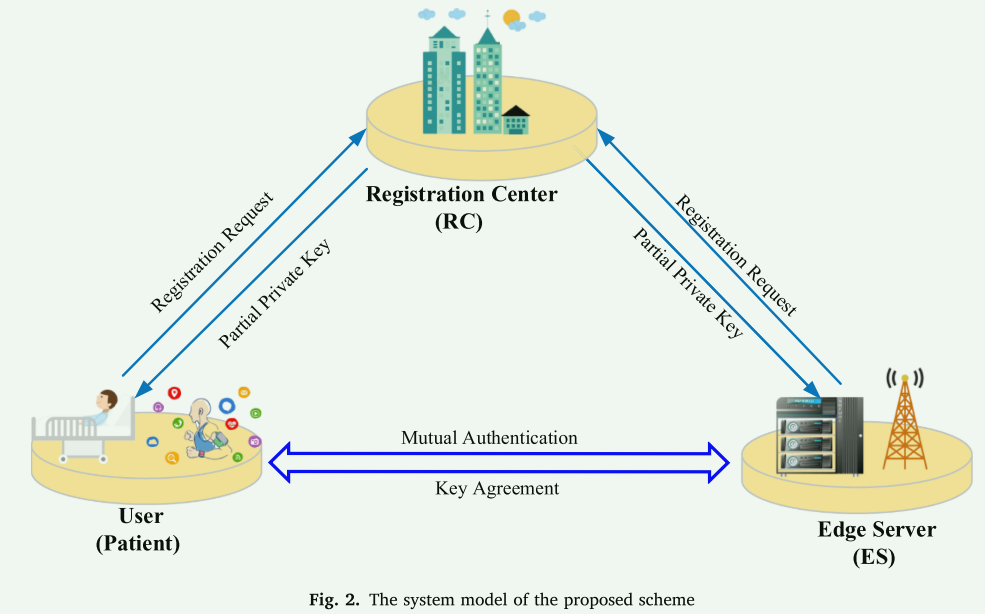 Registration Center
(RC)
Registration Request
Partial Private Key
Registration Request
Partial Private Key
Mutual Authentication
Key Agreement
User
(Patient)
Edge Server
(ES)
Fig. 2. The system model of the proposed scheme